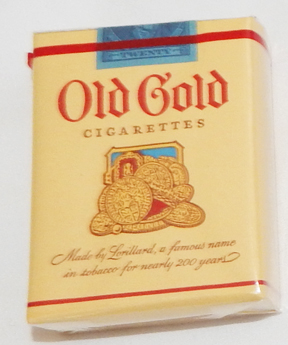 TWENTY
Old Gold
CIGARETTES
Made by Lorillard, a famous name
in tobacco for nearly 200 years